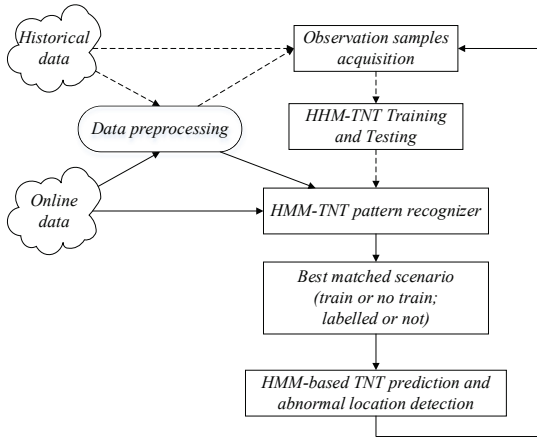 Historical
data
Observation samples
acquisition
Data preprocessing
HHM-TNT Training
and Testing
Online
data
HMM-TNT pattern recognizer
Best matched scenario
(train or no train;
labelled or not)
HMM-based TNT prediction and
abnormal location detection